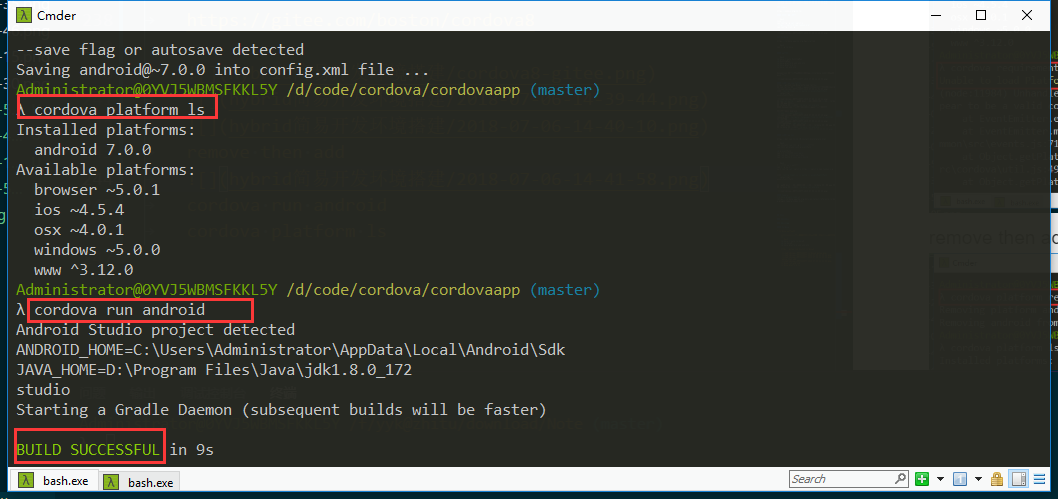 Cmder
--save flag or autosave detected
Saving android@~7.0.0 into config.xml file ...
Administrator@0YVJ5WBMSFKKL5Y /d/code/cordova/cordovaapp (master)
λ cordova platform ls
Installed platforms:
  android 7.0.0
Available platforms:
  browser ~5.0.1
  ios ~4.5.4
  osx ~4.0.1
  windows ~5.0.0
  www ^3.12.0
Administrator@0YVJ5WBMSFKKL5Y /d/code/cordova/cordovaapp (master)
λ cordova run android
Android Studio project detected
ANDROID_HOME=C:\Users\Administrator\AppData\Local\Android\Sdk
JAVA_HOME=D:\Program Files\Java\jdk1.8.0_172
studio
Starting a Gradle Daemon (subsequent builds will be faster)
BUILD SUCCESSFUL in 9s
bash.exe
bash.exe
Search